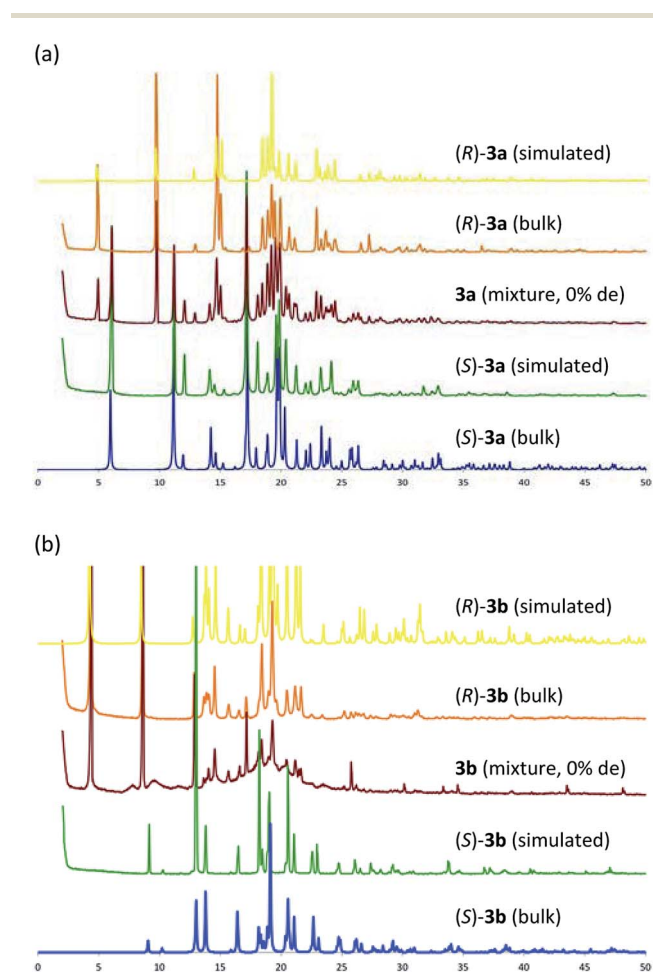 (a)
(R)-3a (simulated)
(R)-3a (bulk)
3a (mixture, 0% de)
(S)-3a (simulated)
(S)-3a (bulk)
0 5 10 15 20 25 30 35 40 45 50
(b)
(R)-3b (simulated)
(R)-3b (bulk)
3b (mixture, 0% de)
(S)-3b (simulated)
(S)-3b (bulk)
0 5 10 15 20 25 30 35 40 45 50